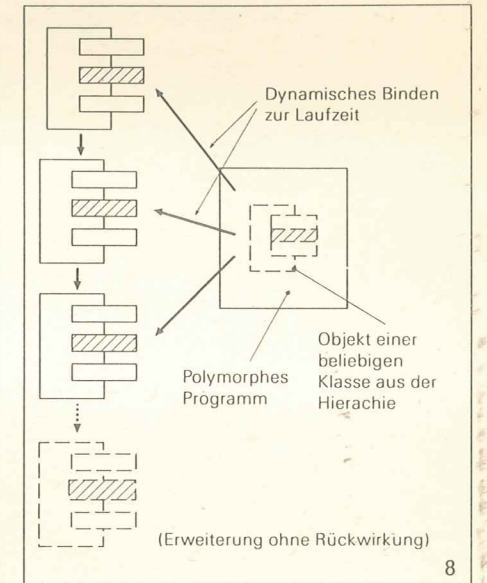 Dynamisches Binden
zur Laufzeit
Objekt einer
beliebigen
Klasse aus der
Hierachie
Polymorphes
Programm
(Erweiterung ohne Rückwirkung)
8